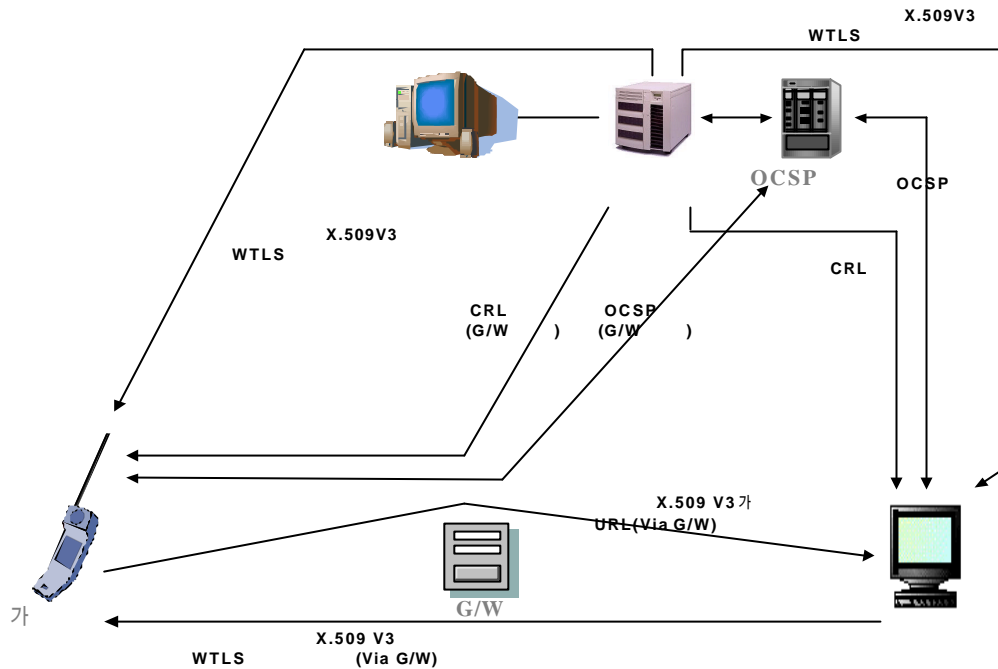 X.509V3
WTLS
OCSP
OCSP
X.509V3
WTLS
CRL
CRL
(G/W )
OCSP
(G/W )
X.509 V3가
URL(Via G/W)
G/W
가
X.509 V3
WTLS (Via G/W)